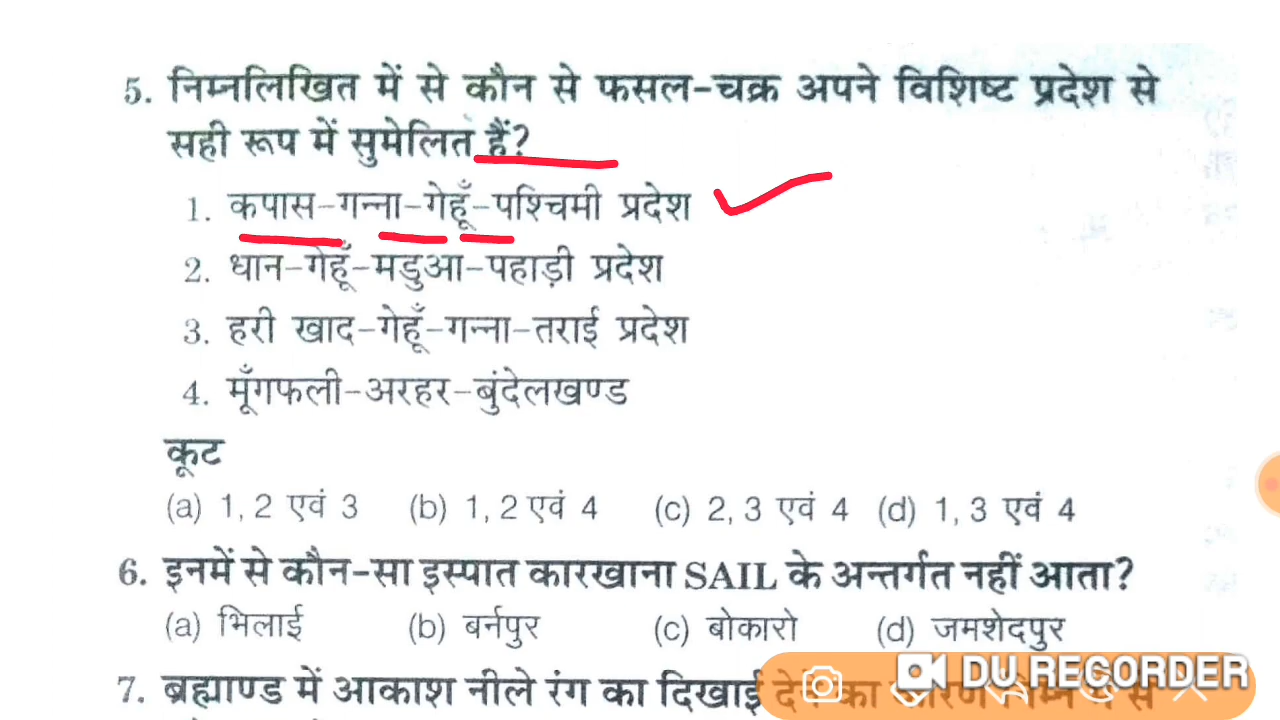 5. निम्नलिखित में से कौन से फसल-चक्र अपने विशिष्ट प्रदेश से
सही रूप में सुमेलित हैं?
1. कपास-गन्ना-गेहूँ-पश्चिमी प्रदेश
2. धान-गेहूँ-मडुआ-पहाड़ी प्रदेश
3. हरी खाद-गेहूँ-गन्ना-तराई प्रदेश
4. मूँगफली-अरहर-बुंदेलखण्ड
कूट
(a) 1, 2 एवं 3 (b) 1, 2 एवं 4 (c) 2, 3 एवं 4 (d) 1, 3 एवं 4
6. इनमें से कौन-सा इस्पात कारखाना SAIL के अन्तर्गत नहीं आता?
(a) भिलाई (b) बर्नपुर (c) बोकारो (d) जमशेदपुर
7. ब्रह्माण्ड में आकाश नीले रंग का दिखाई देने का कारण से
DU RECORDER